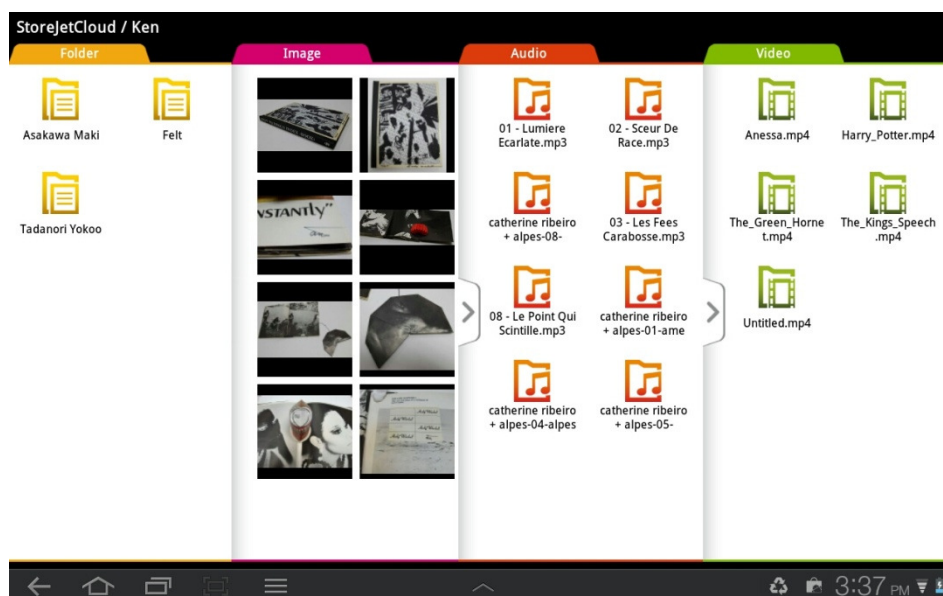 StoreJetCloud / Ken
Folder
Image
Audio
Video
Asakawa Maki
Felt
Tadanori Yokoo
NSTANTLY”
01 - Lumiere
Ecarlate.mp3
02 - Sceur De
Race.mp3
catherine ribeiro
+ alpes-08-
03 - Les Fees
Carabosse.mp3
08 - Le Point Qui
Scintille.mp3
catherine ribeiro
+ alpes-01-ame
catherine ribeiro
+ alpes-04-alpes
catherine ribeiro
+ alpes-05-
Anessa.mp4
Harry_Potter.mp4
The_Green_Horne
t.mp4
The_Kings_Speech
.mp4
Untitled.mp4
3:37 PM